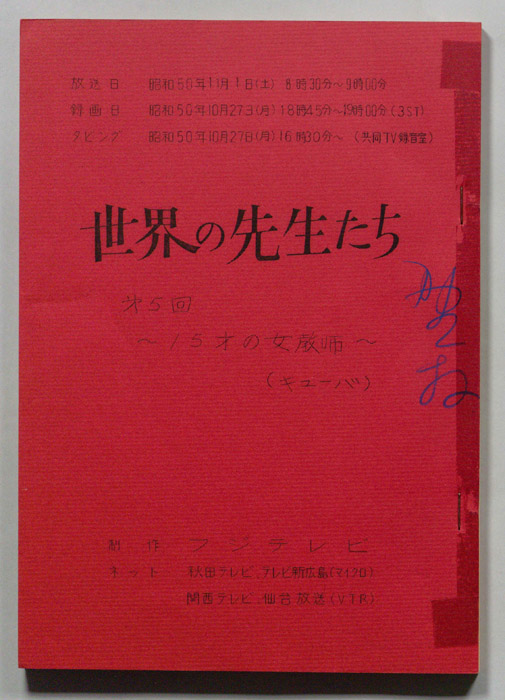 放送日 昭和50年11月1日(土) 8時30分~9時00分
録画日 昭和50年10月27日(月) 18時45分~19時00分(3ST)
ダビング 昭和50年10月27日(月) 16時30分~ (共同TV録音室)
世界の先生たち
第5回
~15才の女教師~
(キューバ)
制作 フジテレビ
ネット 秋田テレビ、テレビ新広島(マイクロ)
関西テレビ、仙台放送(VTR)